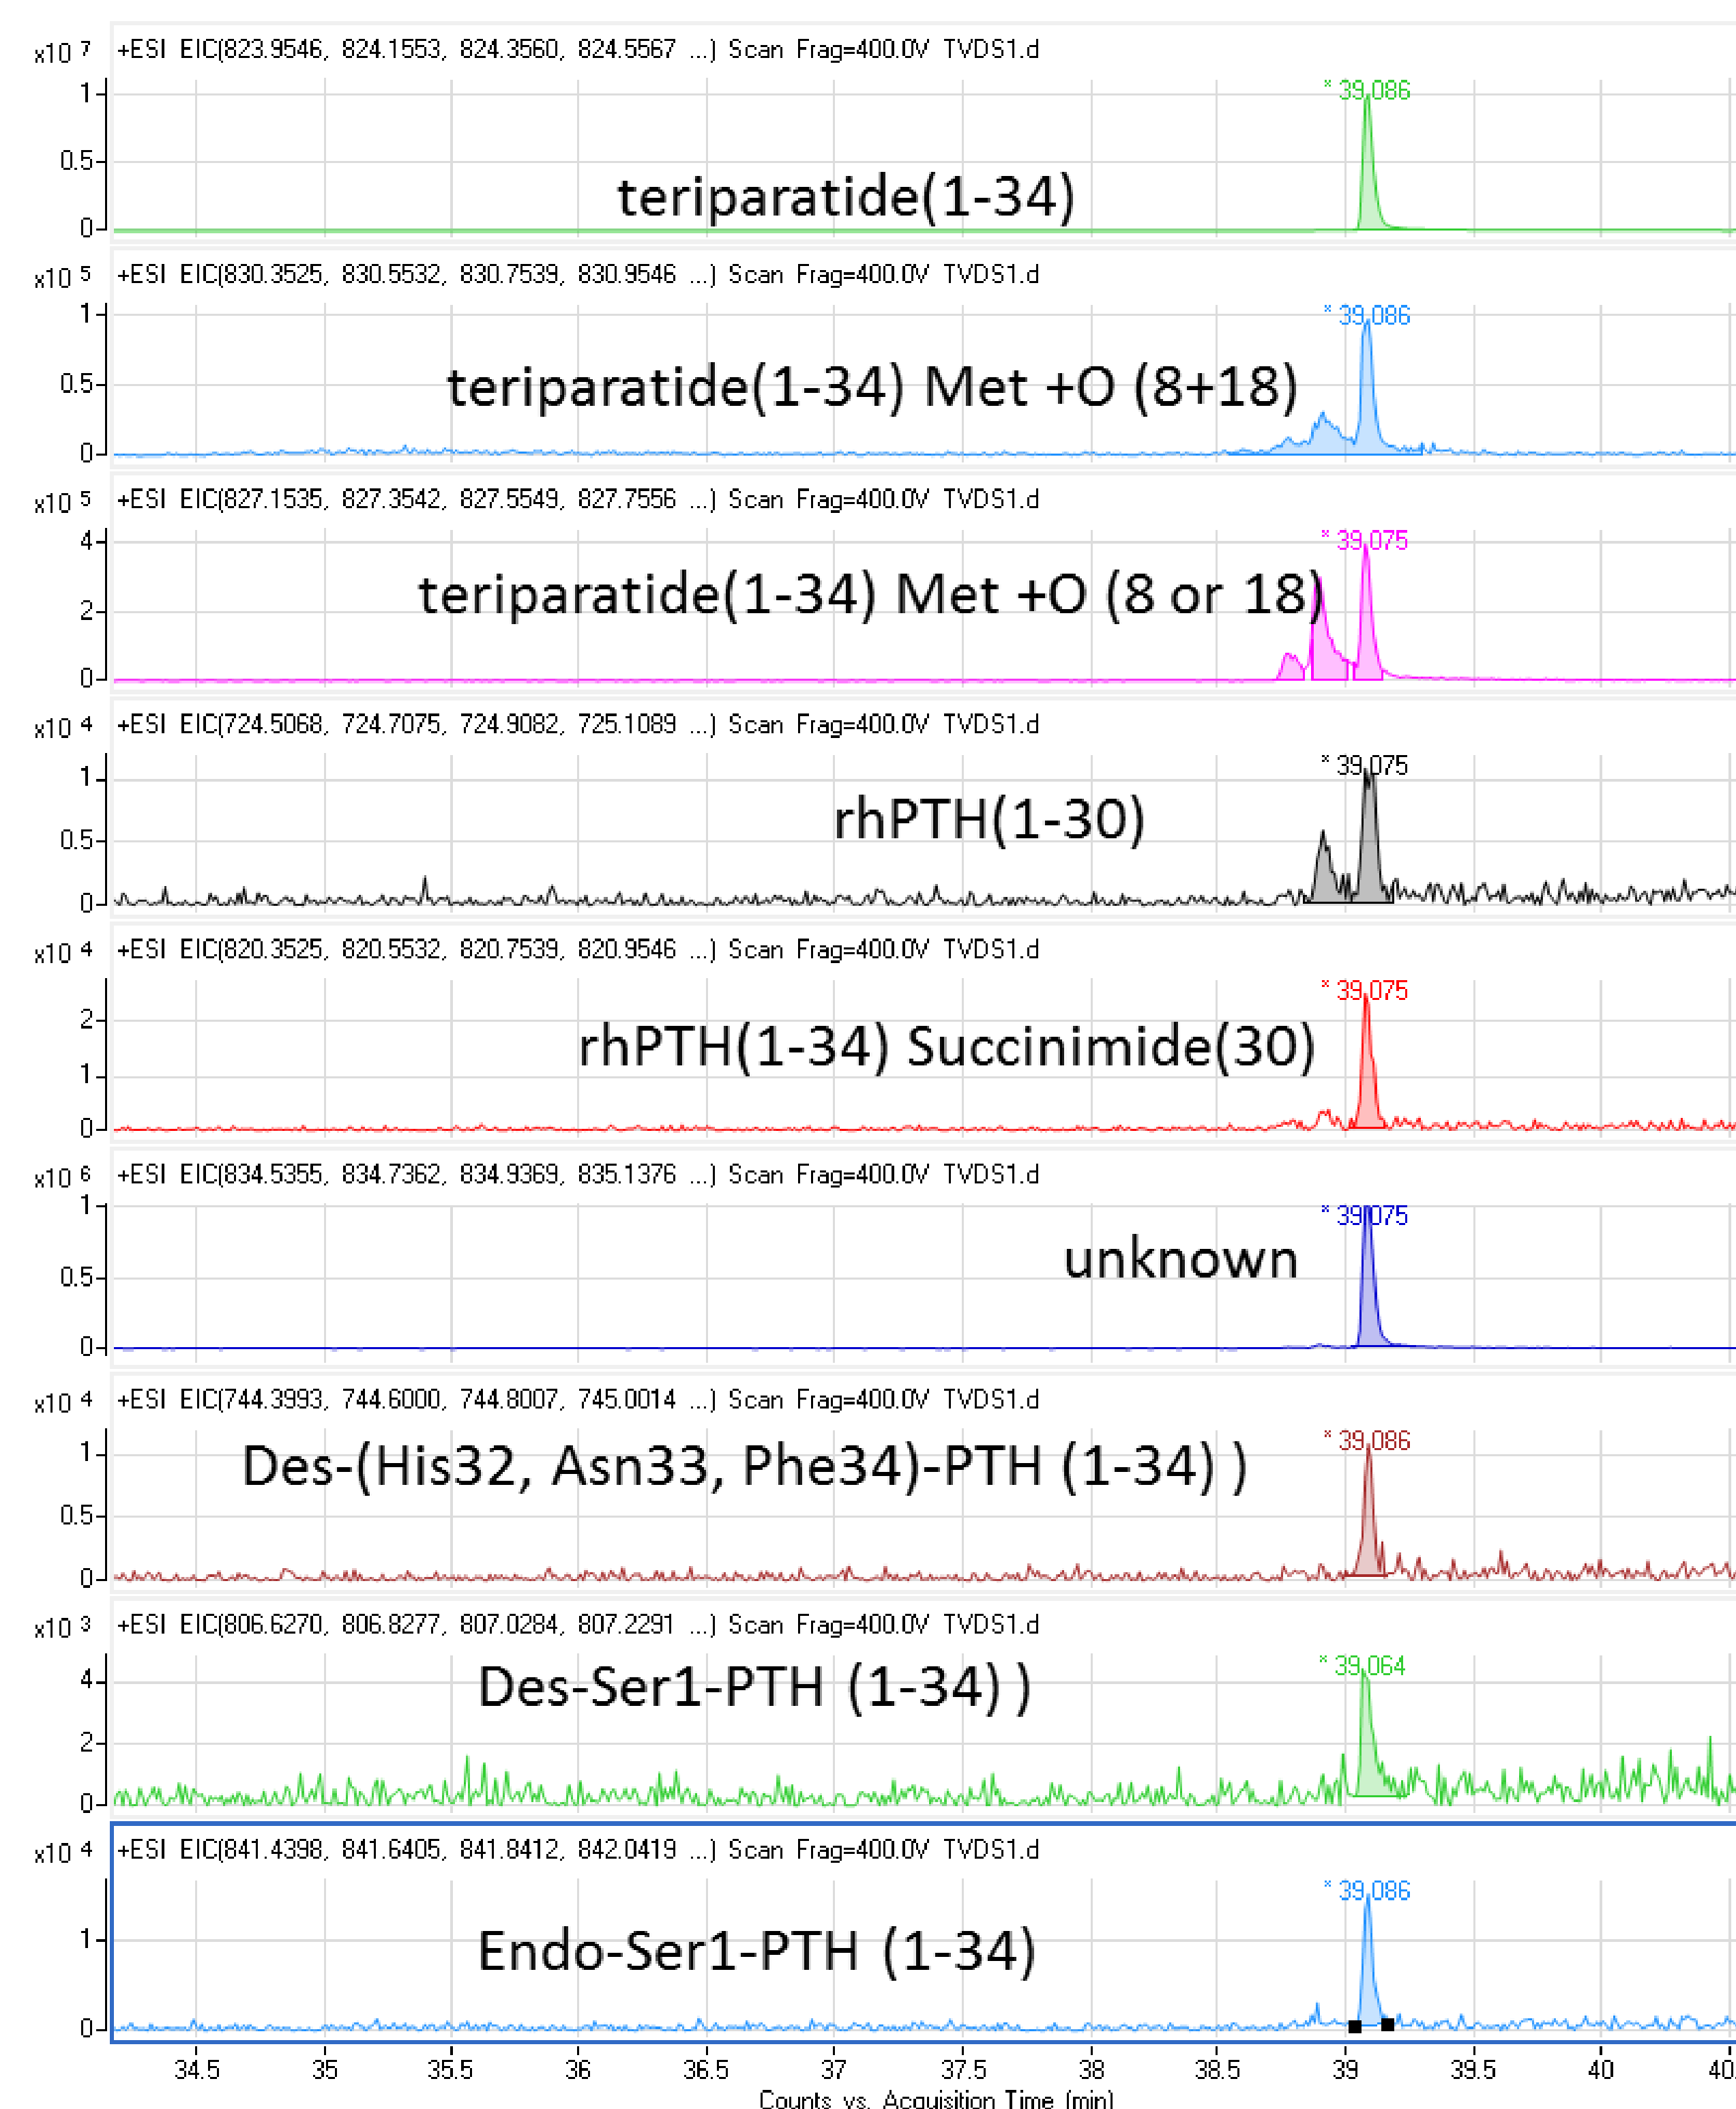 x10 7 +ESI EIC(823.9546, 824.1553, 824.3560, 824.5567 ...) Scan Frag=400.0V TVDS1.d
* 39.086
1
0.5
teriparatide(1-34)
0
x10 5 +ESI EIC(830.3525, 830.5532, 830.7539, 830.9546 ...) Scan Frag=400.0V TVDS1.d
* 39.086
1
0.5
teriparatide(1-34) Met +O (8+18)
0
x10 5 +ESI EIC(827.1535, 827.3542, 827.5549, 827.7556 ...) Scan Frag=400.0V TVDS1.d
* 39.075
4
2
teriparatide(1-34) Met +O (8 or 18)
0
x10 4 +ESI EIC(724.5068, 724.7075, 724.9082, 725.1089 ...) Scan Frag=400.0V TVDS1.d
* 39.075
1
rhPTH(1-30)
0.5
0
x10 4 +ESI EIC(820.3525, 820.5532, 820.7539, 820.9546 ...) Scan Frag=400.0V TVDS1.d
* 39.075
2
rhPTH(1-34) Succinimide(30)
1
0
x10 6 +ESI EIC(834.5355, 834.7362, 834.9369, 835.1376 ...) Scan Frag=400.0V TVDS1.d
1
* 39.075
unknown
0.5
0
x10 4 +ESI EIC(744.3993, 744.6000, 744.8007, 745.0014 ...) Scan Frag=400.0V TVDS1.d
* 39.086
1
Des-(His32, Asn33, Phe34)-PTH (1-34) )
0.5
0
x10 3 +ESI EIC(806.6270, 806.8277, 807.0284, 807.2291 ...) Scan Frag=400.0V TVDS1.d
* 39.064
4
Des-Ser1-PTH (1-34) )
2
0
x10 4 +ESI EIC(841.4398, 841.6405, 841.8412, 842.0419 ...) Scan Frag=400.0V TVDS1.d
* 39.086
1
Endo-Ser1-PTH (1-34)
0
34.5 35 35.5 36 36.5 37 37.5 38 38.5 39 39.5 40 40.
Counts vs. Acquisition Time (min)